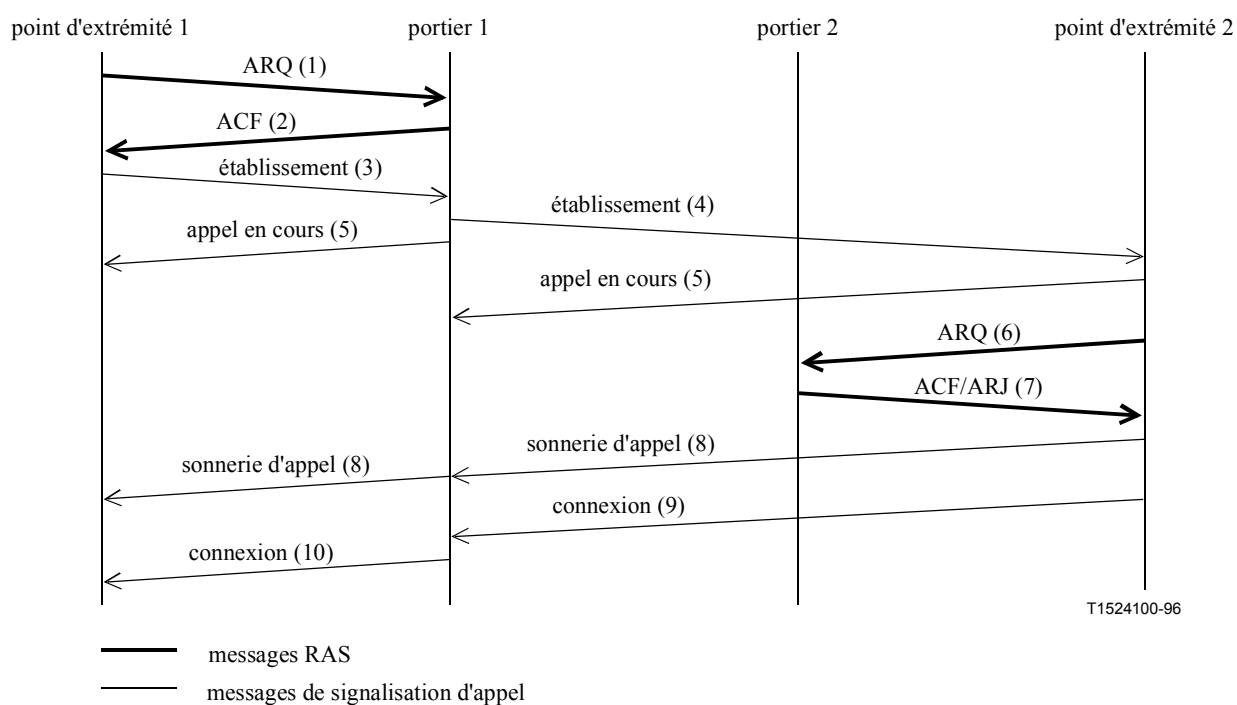 point d'extrémité 1
portier 1
portier 2
point d'extrémité 2
ARQ (1)
ACF (2)
établissement (3)
établissement (4)
appel en cours (5)
appel en cours (5)
ARQ (6)
ACF/ARJ (7)
sonnerie d'appel (8)
sonnerie d'appel (8)
connexion (9)
connexion (10)
T1524100-96
messages RAS
messages de signalisation d'appel